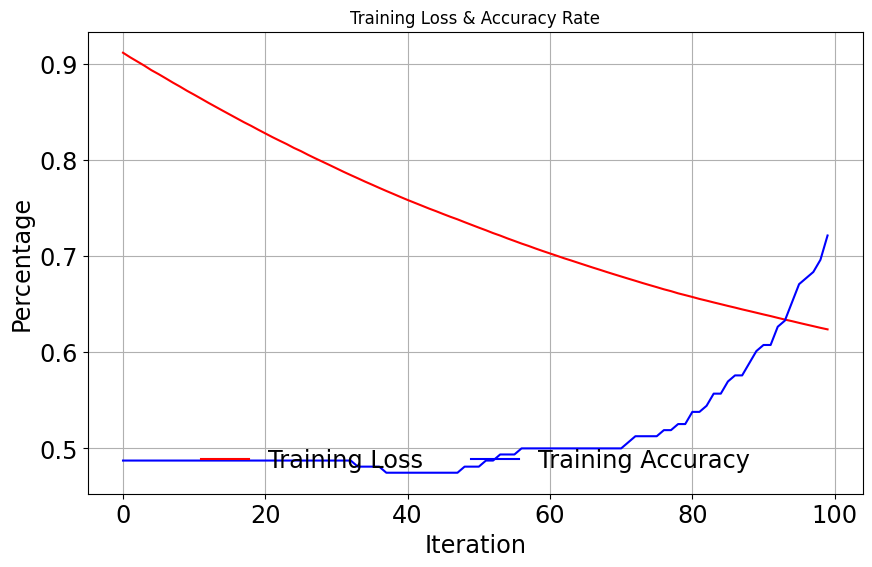 Training Loss & Accuracy Rate
0.9
0.8
0.7
0.6
0.5
Percentage
Training Loss Training Accuracy
0 20 40 60 80 100
Iteration